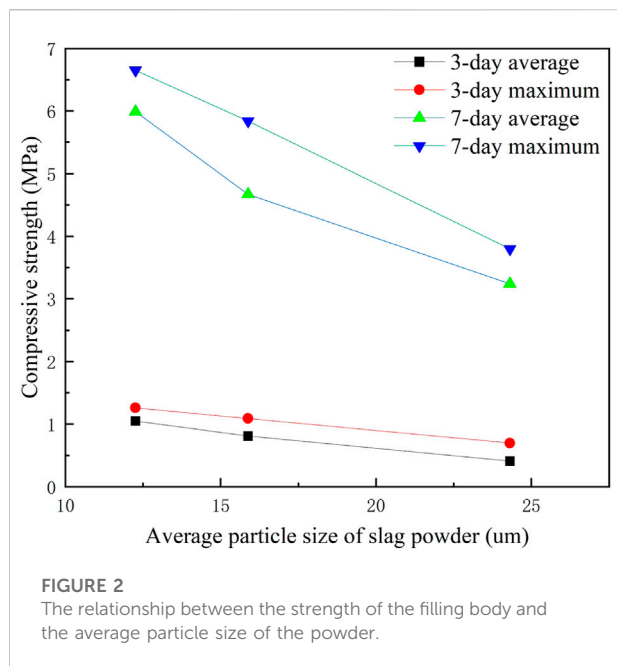 7
6
5
4
3
2
1
0
Compressive strength (MPa)
3-day average
3-day maximum
7-day average
7-day maximum
10 15 20 25
Average particle size of slag powder (um)
FIGURE 2
The relationship between the strength of the filling body and
the average particle size of the powder.